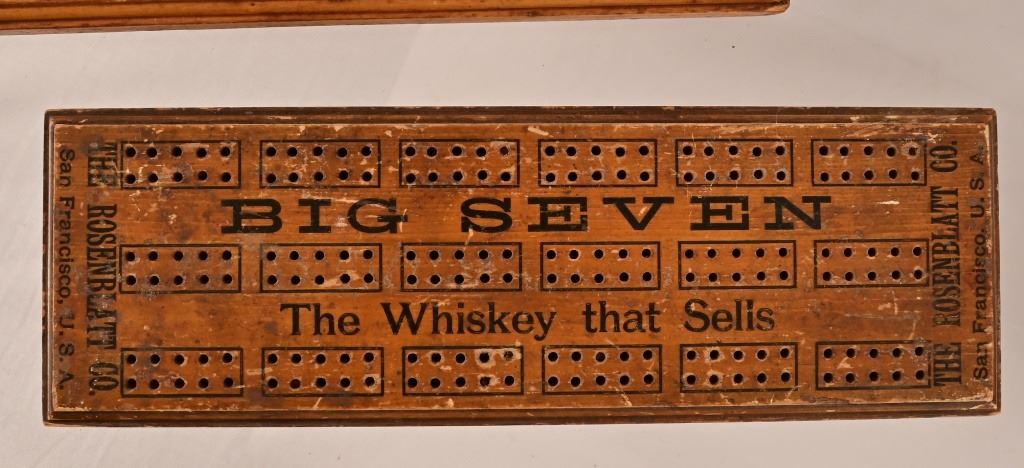 BIG SEVEN
The Whiskey that Sells
THE ROSENBLATT CO.
San Francisco, U. S. A.
THE ROSENBLATT CO.
San Francisco, U. S. A.